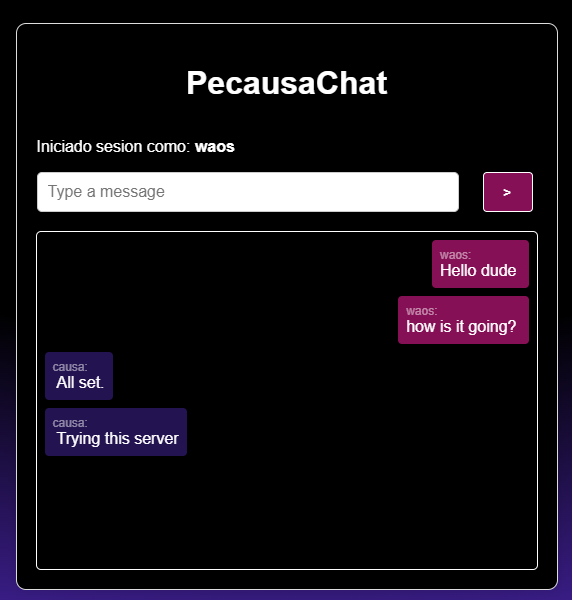 PecausaChat
Iniciado sesion como: waos
Type a message
>
waos:
Hello dude
waos:
how is it going?
causa:
All set.
causa:
Trying this server